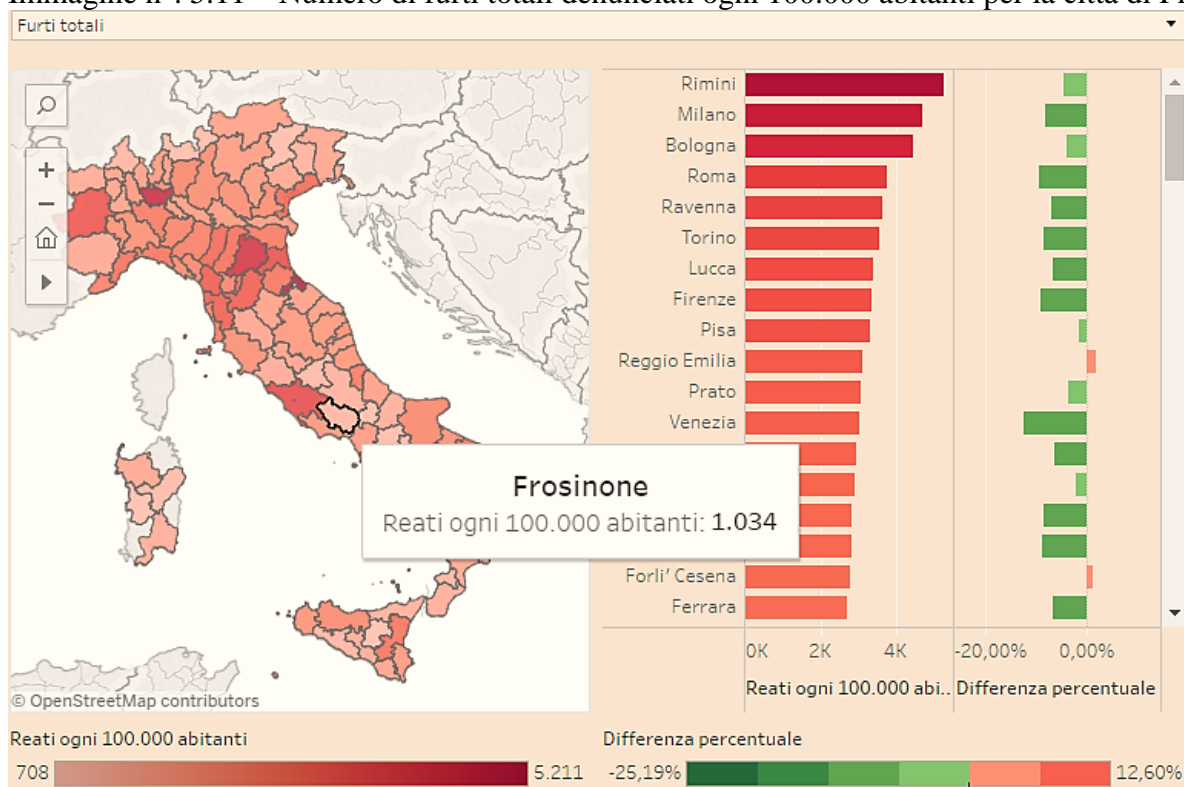 Furti totali
Rimini
Milano
Bologna
Roma
Ravenna
Torino
Lucca
Firenze
Pisa
Reggio Emilia
Prato
Venezia
Frosinone
Reati ogni 100.000 abitanti: 1.034
Forli' Cesena
Ferrara
0K 2K 4K -20,00% 0,00%
Reati ogni 100.000 abi.. Differenza percentuale
© OpenStreetMap contributors
Reati ogni 100.000 abitanti
708 5.211
Differenza percentuale
-25,19% 12,60%